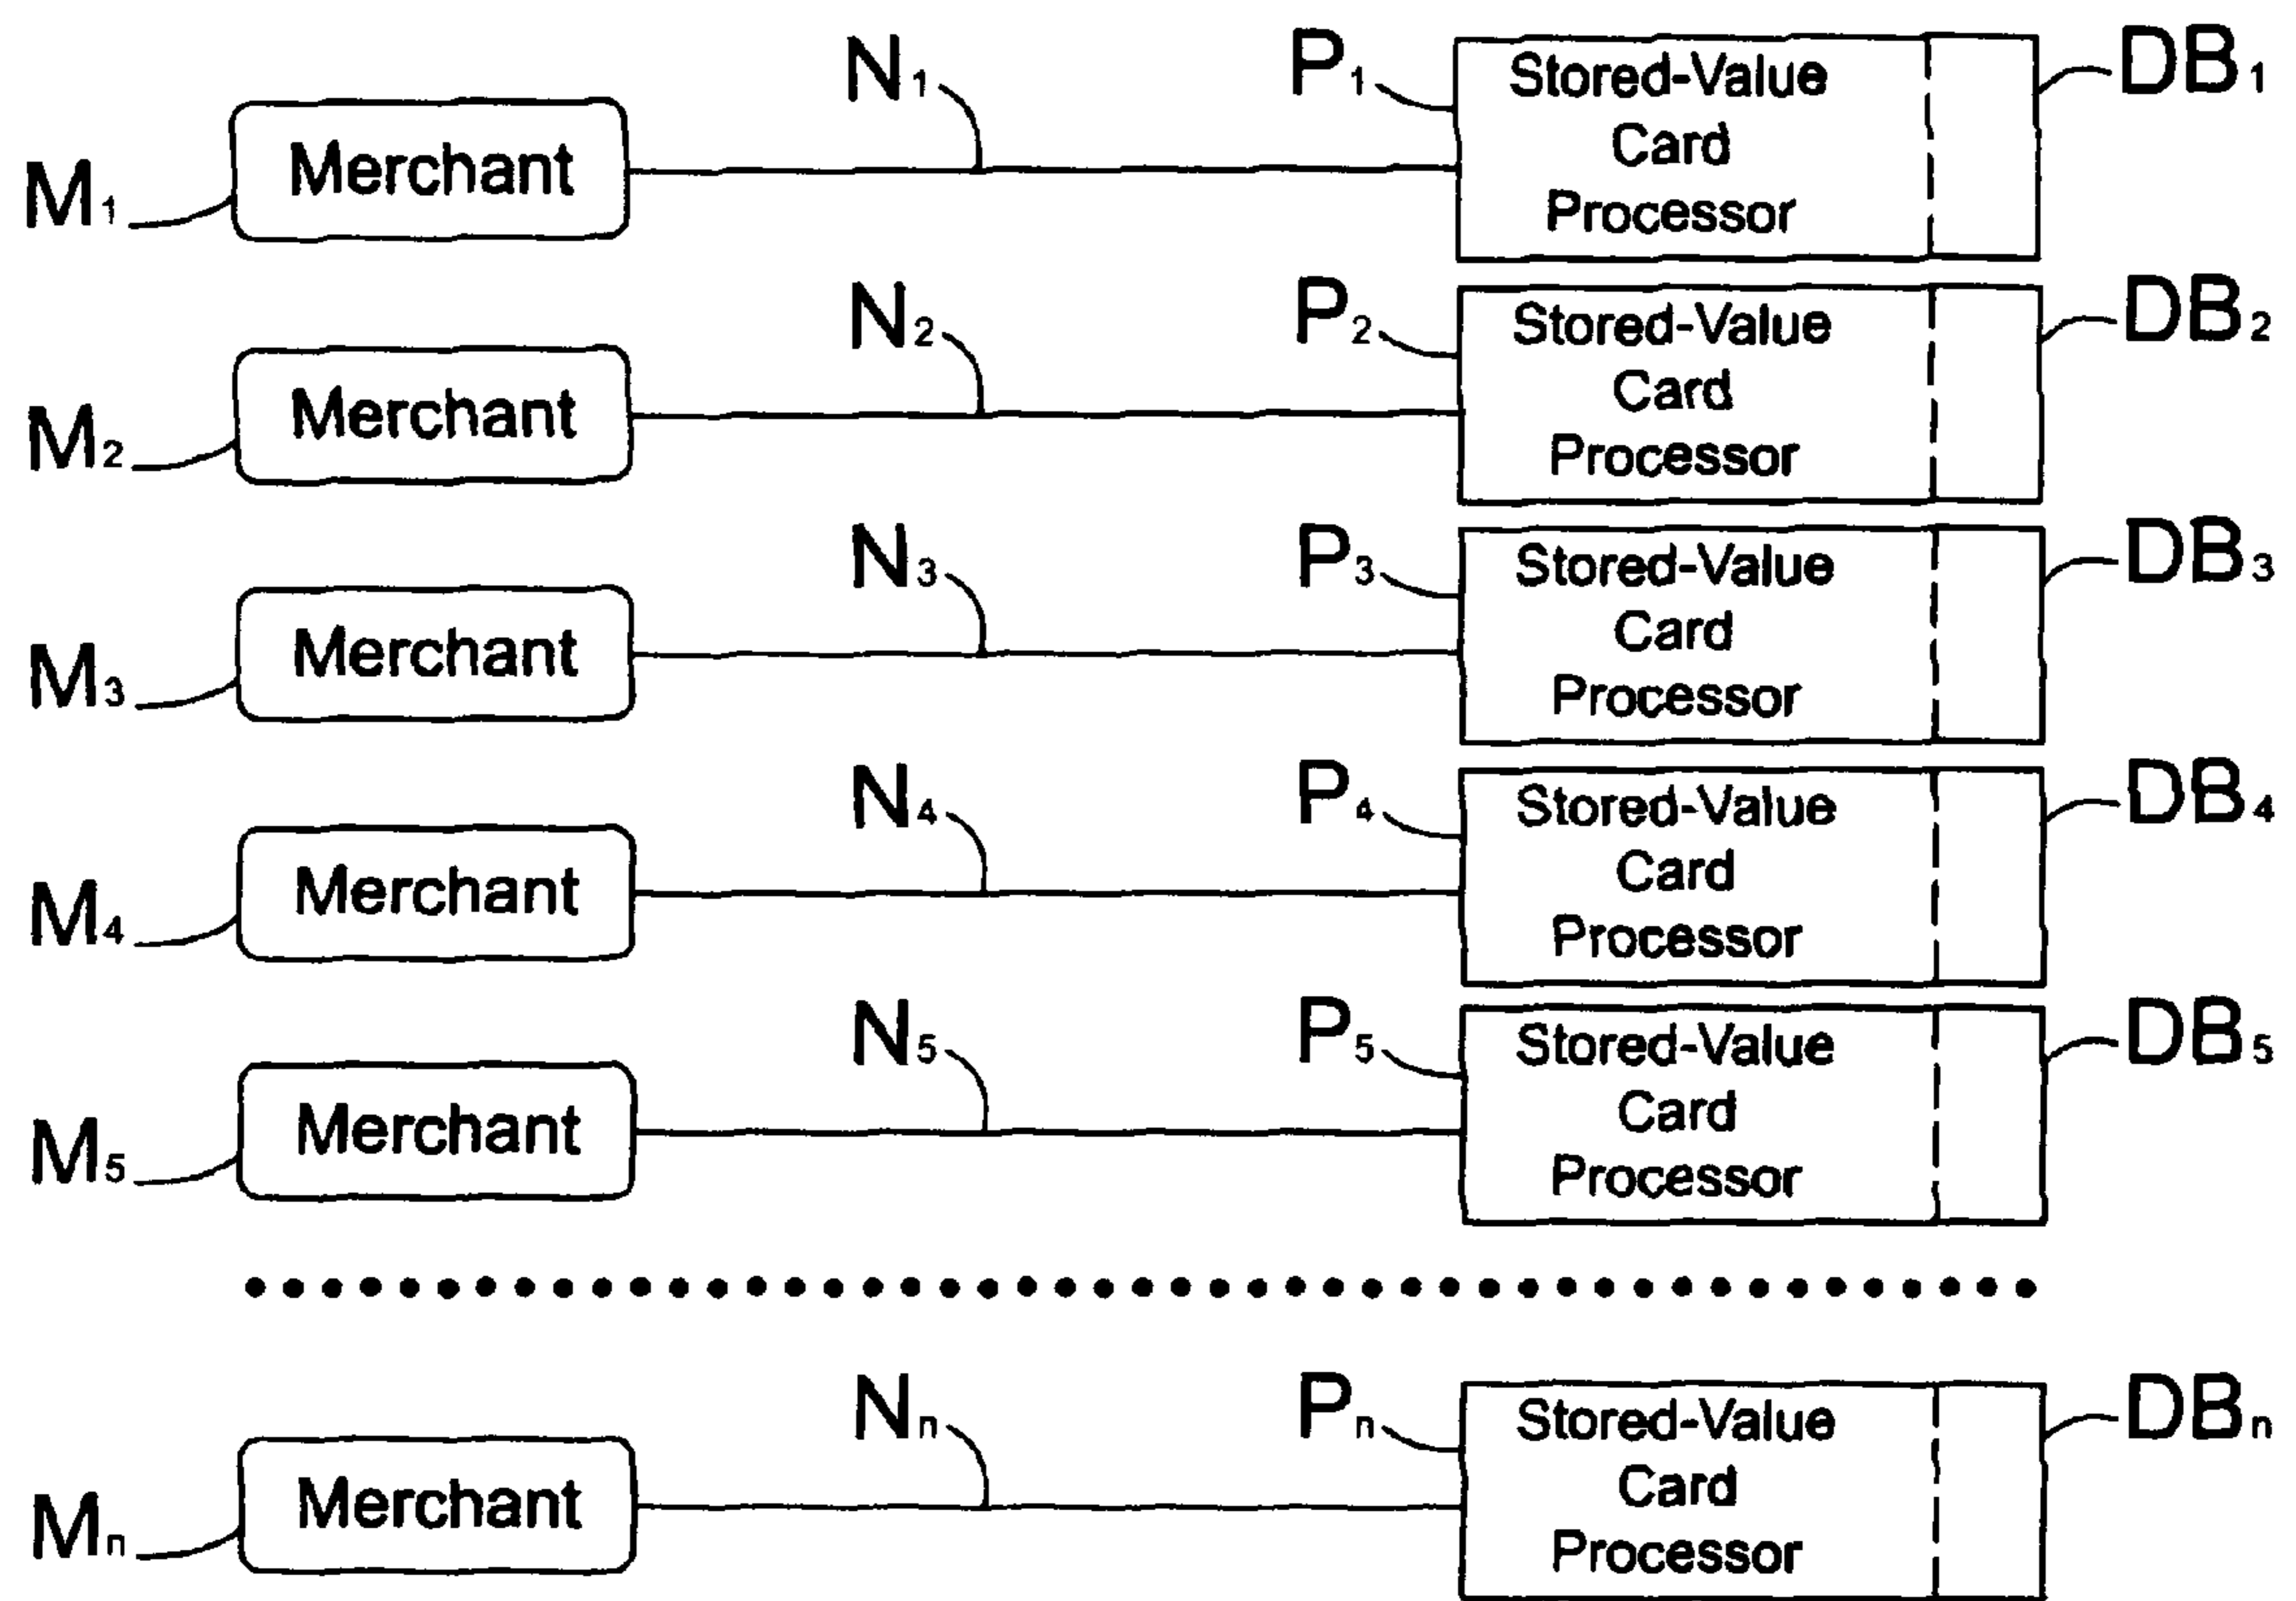 N₁ P₁ Stored-Value DB₁
M₁ Merchant Card
Processor
N₂ P₂ Stored-Value DB₂
M₂ Merchant Card
Processor
N₃ P₃ Stored-Value DB₃
M₃ Merchant Card
Processor
N₄ P₄ Stored-Value DB₄
M₄ Merchant Card
Processor
N₅ P₅ Stored-Value DB₅
M₅ Merchant Card
Processor
Nₙ Pₙ Stored-Value DBₙ
Mₙ Merchant Card
Processor